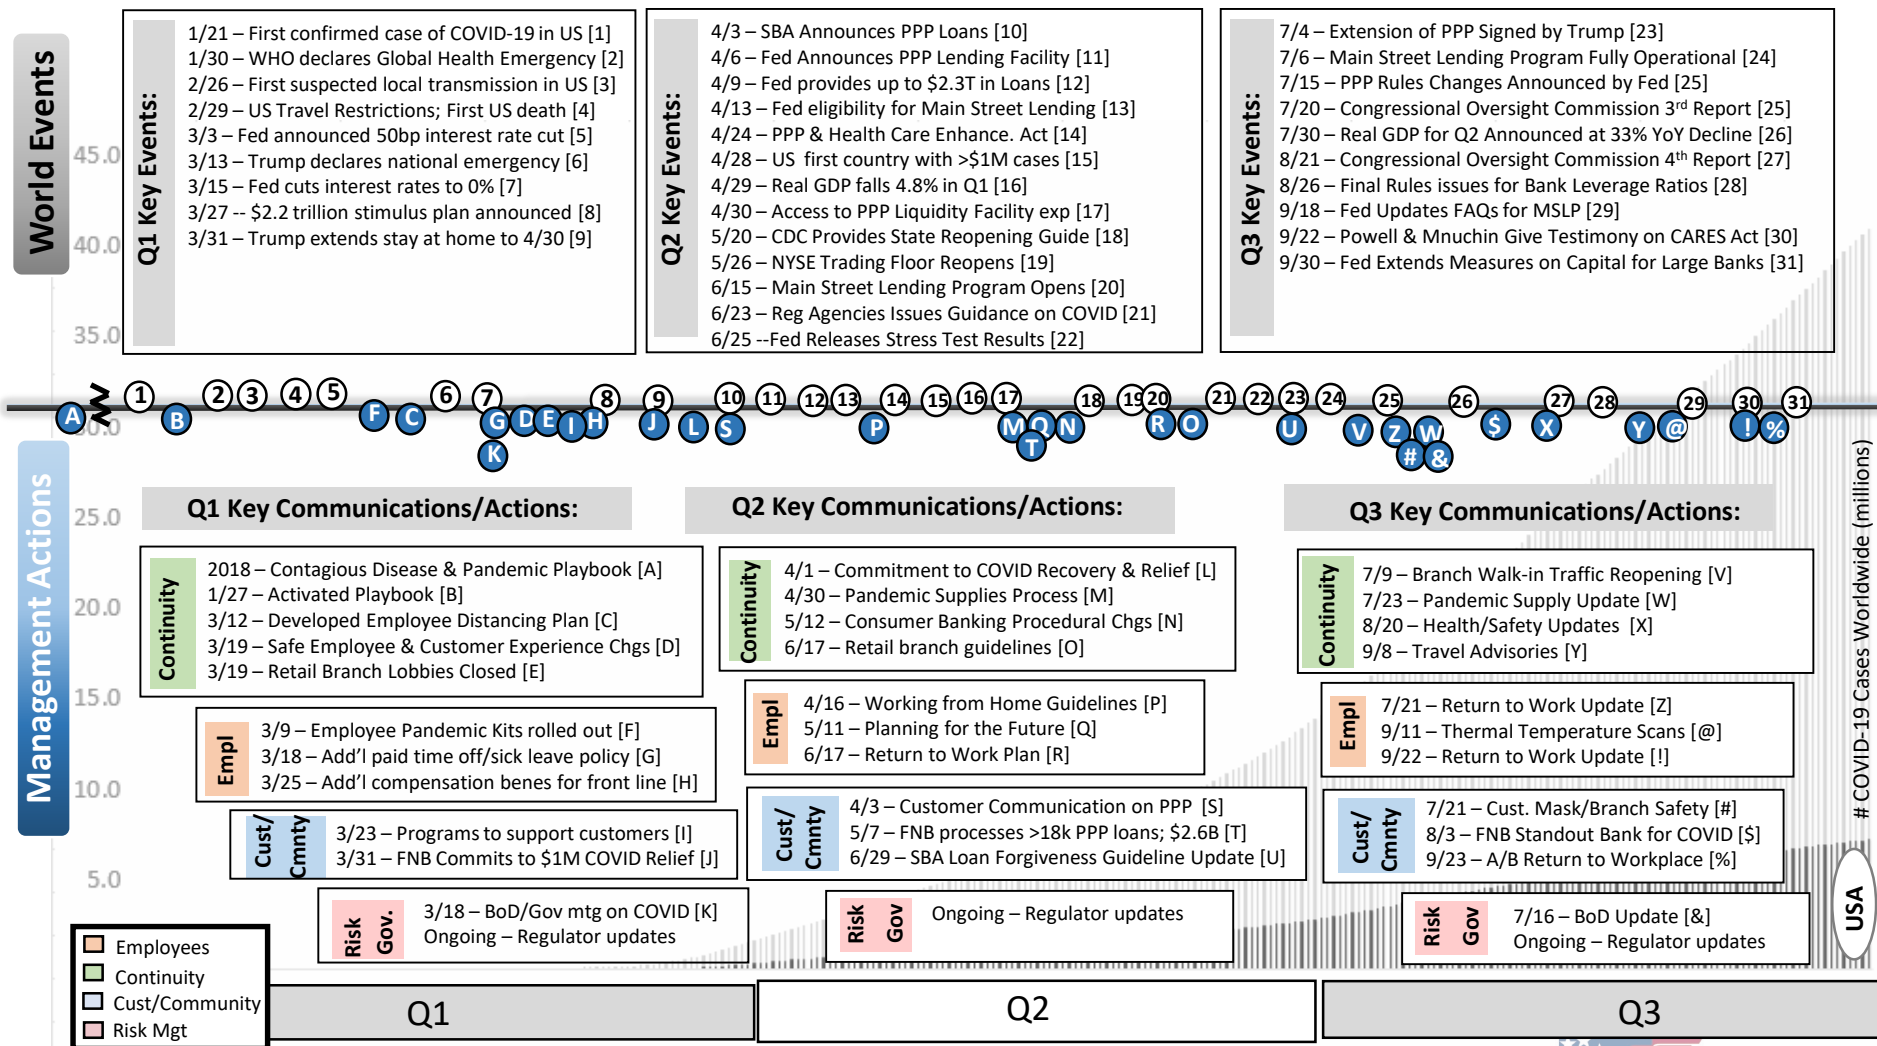 World Events
Q1 Key Events:
1/21 – First confirmed case of COVID-19 in US [1]
1/30 – WHO declares Global Health Emergency [2]
2/26 – First suspected local transmission in US [3]
2/29 – US Travel Restrictions; First US death [4]
3/3 – Fed announced 50bp interest rate cut [5]
3/13 – Trump declares national emergency [6]
3/15 – Fed cuts interest rates to 0% [7]
3/27 -- $2.2 trillion stimulus plan announced [8]
3/31 – Trump extends stay at home to 4/30 [9]
Q2 Key Events:
4/3 – SBA Announces PPP Loans [10]
4/6 – Fed Announces PPP Lending Facility [11]
4/9 – Fed provides up to $2.3T in Loans [12]
4/13 – Fed eligibility for Main Street Lending [13]
4/24 – PPP & Health Care Enhance. Act [14]
4/28 – US first country with >$1M cases [15]
4/29 – Real GDP falls 4.8% in Q1 [16]
4/30 – Access to PPP Liquidity Facility exp [17]
5/20 – CDC Provides State Reopening Guide [18]
5/26 – NYSE Trading Floor Reopens [19]
6/15 – Main Street Lending Program Opens [20]
6/23 – Reg Agencies Issues Guidance on COVID [21]
6/25 --Fed Releases Stress Test Results [22]
Q3 Key Events:
7/4 – Extension of PPP Signed by Trump [23]
7/6 – Main Street Lending Program Fully Operational [24]
7/15 – PPP Rules Changes Announced by Fed [25]
7/20 – Congressional Oversight Commission 3rd Report [25]
7/30 – Real GDP for Q2 Announced at 33% YoY Decline [26]
8/21 – Congressional Oversight Commission 4th Report [27]
8/26 – Final Rules issues for Bank Leverage Ratios [28]
9/18 – Fed Updates FAQs for MSLP [29]
9/22 – Powell & Mnuchin Give Testimony on CARES Act [30]
9/30 – Fed Extends Measures on Capital for Large Banks [31]
45.0
40.0
35.0
30.0
25.0
20.0
15.0
10.0
5.0
1 2 3 4 5 6 7 8 9 10 11 12 13 14 15 16 17 18 19 20 21 22 23 24 25 26 27 28 29 30 31
A B F C G D E I H J L S P M Q N R O U V Z W $ X Y @ ! %
K T # &
Management Actions
Q1 Key Communications/Actions:
Continuity
2018 – Contagious Disease & Pandemic Playbook [A]
1/27 – Activated Playbook [B]
3/12 – Developed Employee Distancing Plan [C]
3/19 – Safe Employee & Customer Experience Chgs [D]
3/19 – Retail Branch Lobbies Closed [E]
Empl
3/9 – Employee Pandemic Kits rolled out [F]
3/18 – Add'l paid time off/sick leave policy [G]
3/25 – Add'l compensation benes for front line [H]
Cust/
Cmnty
3/23 – Programs to support customers [I]
3/31 – FNB Commits to $1M COVID Relief [J]
Risk
Gov.
3/18 – BoD/Gov mtg on COVID [K]
Ongoing – Regulator updates
Q2 Key Communications/Actions:
Continuity
4/1 – Commitment to COVID Recovery & Relief [L]
4/30 – Pandemic Supplies Process [M]
5/12 – Consumer Banking Procedural Chgs [N]
6/17 – Retail branch guidelines [O]
Empl
4/16 – Working from Home Guidelines [P]
5/11 – Planning for the Future [Q]
6/17 – Return to Work Plan [R]
Cust/
Cmnty
4/3 – Customer Communication on PPP [S]
5/7 – FNB processes >18k PPP loans; $2.6B [T]
6/29 – SBA Loan Forgiveness Guideline Update [U]
Risk
Gov
Ongoing – Regulator updates
Q3 Key Communications/Actions:
Continuity
7/9 – Branch Walk-in Traffic Reopening [V]
7/23 – Pandemic Supply Update [W]
8/20 – Health/Safety Updates [X]
9/8 – Travel Advisories [Y]
Empl
7/21 – Return to Work Update [Z]
9/11 – Thermal Temperature Scans [@]
9/22 – Return to Work Update [!]
Cust/
Cmnty
7/21 – Cust. Mask/Branch Safety [#]
8/3 – FNB Standout Bank for COVID [$]
9/23 – A/B Return to Workplace [%]
Risk
Gov
7/16 – BoD Update [&]
Ongoing – Regulator updates
# COVID-19 Cases Worldwide (millions)
USA
Employees
Continuity
Cust/Community
Risk Mgt
Q1
Q2
Q3